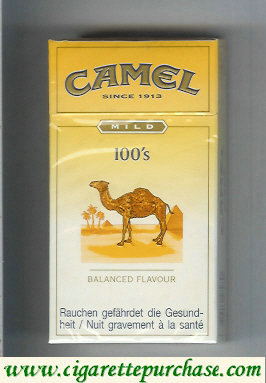 CAMEL
SINCE 1913
MILD
100's
BALANCED FLAVOUR
Rauchen gefährdet die Gesund-
heit / Nuit gravement à la santé
www.cigarettepurchase.com